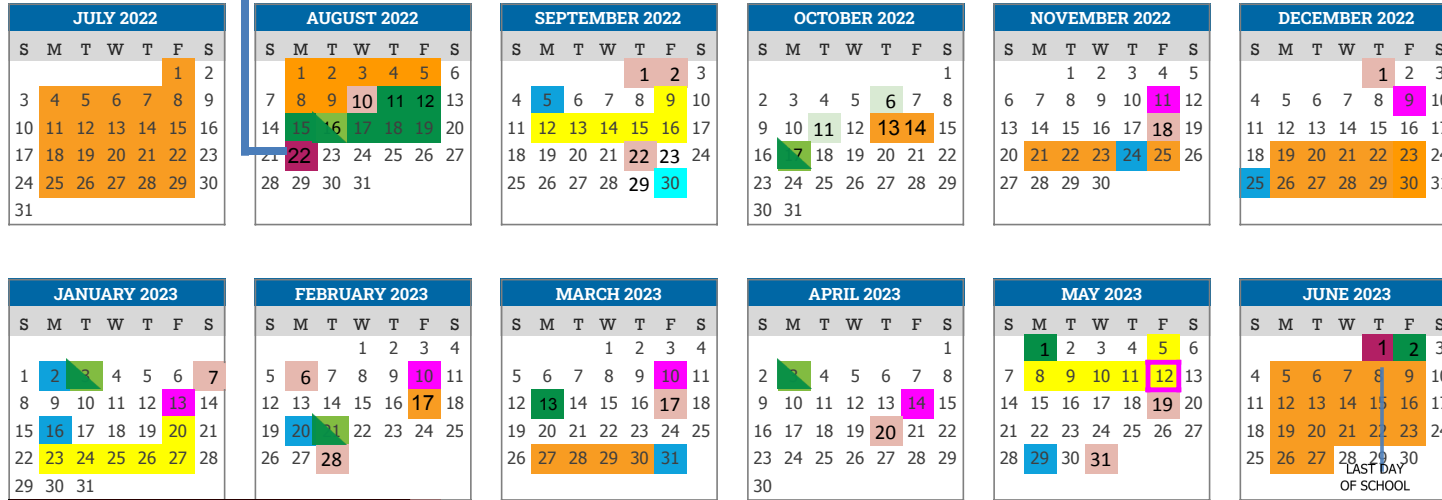 JULY 2022
S M T W T F S
1 2
3 4 5 6 7 8 9
10 11 12 13 14 15 16
17 18 19 20 21 22 23
24 25 26 27 28 29 30
31
AUGUST 2022
S M T W T F S
1 2 3 4 5 6
7 8 9 10 11 12 13
14 15 16 17 18 19 20
21 22 23 24 25 26 27
28 29 30 31
SEPTEMBER 2022
S M T W T F S
1 2 3
4 5 6 7 8 9 10
11 12 13 14 15 16 17
18 19 20 21 22 23 24
25 26 27 28 29 30
OCTOBER 2022
S M T W T F S
1
2 3 4 5 6 7 8
9 10 11 12 13 14 15
16 17 18 19 20 21 22
23 24 25 26 27 28 29
30 31
NOVEMBER 2022
S M T W T F S
1 2 3 4 5
6 7 8 9 10 11 12
13 14 15 16 17 18 19
20 21 22 23 24 25 26
27 28 29 30
DECEMBER 2022
S M T W T F S
1 2 3
4 5 6 7 8 9 10
11 12 13 14 15 16 17
18 19 20 21 22 23 24
25 26 27 28 29 30 31
JANUARY 2023
S M T W T F S
1 2 3 4 5 6 7
8 9 10 11 12 13 14
15 16 17 18 19 20 21
22 23 24 25 26 27 28
29 30 31
FEBRUARY 2023
S M T W T F S
1 2 3 4
5 6 7 8 9 10 11
12 13 14 15 16 17 18
19 20 21 22 23 24 25
26 27 28
MARCH 2023
S M T W T F S
1 2 3 4
5 6 7 8 9 10 11
12 13 14 15 16 17 18
19 20 21 22 23 24 25
26 27 28 29 30 31
APRIL 2023
S M T W T F S
1
2 3 4 5 6 7 8
9 10 11 12 13 14 15
16 17 18 19 20 21 22
23 24 25 26 27 28 29
30
MAY 2023
S M T W T F S
1 2 3 4 5 6
7 8 9 10 11 12 13
14 15 16 17 18 19 20
21 22 23 24 25 26 27
28 29 30 31
JUNE 2023
S M T W T F S
1 2 3
4 5 6 7 8 9 10
11 12 13 14 15 16 17
18 19 20 21 22 23 24
25 26 27 28 29 30
LAST DAY
OF SCHOOL